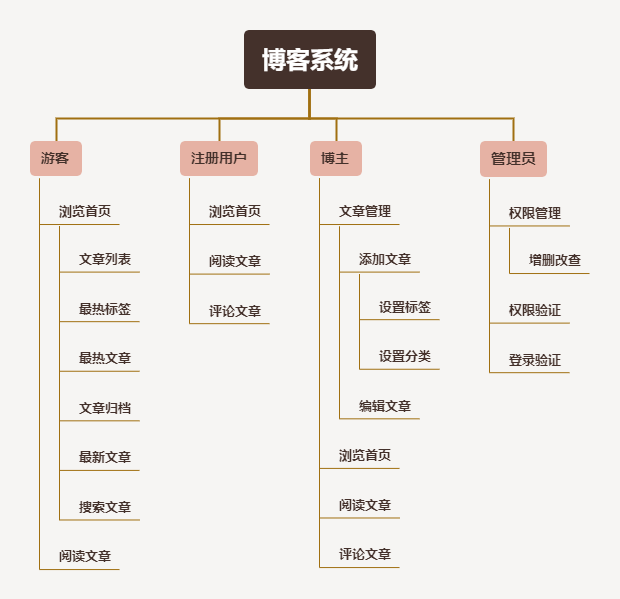 博客系统
游客
浏览首页
文章列表
最热标签
最热文章
文章归档
最新文章
搜索文章
阅读文章
注册用户
浏览首页
阅读文章
评论文章
博主
文章管理
添加文章
设置标签
设置分类
编辑文章
浏览首页
阅读文章
评论文章
管理员
权限管理
增删改查
权限验证
登录验证